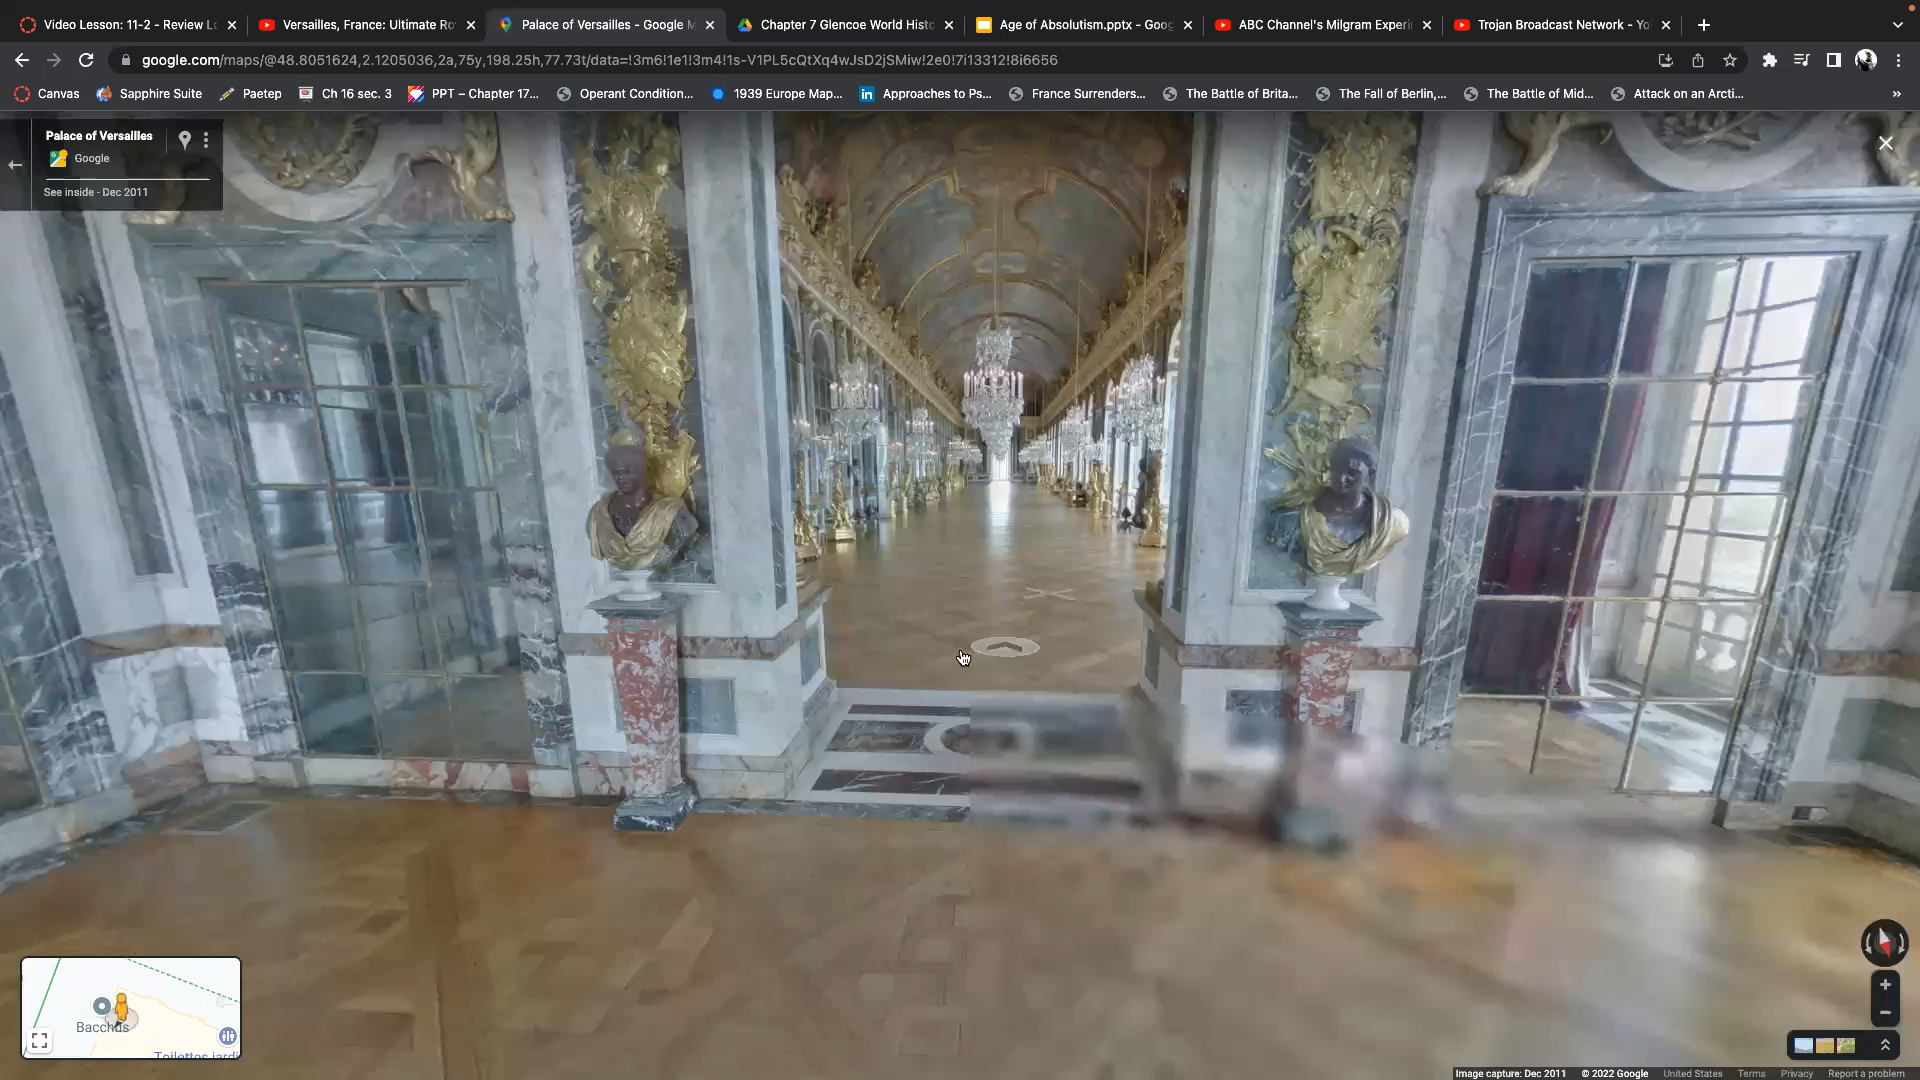 Video Lesson: 11-2 - Review Lo
Versailles, France: Ultimate Ro
Palace of Versailles - Google M
Chapter 7 Glencoe World Histo
Age of Absolutism.pptx - Goog
ABC Channel's Milgram Experi
Trojan Broadcast Network - Yo
google.com/maps/@48.8051624,2.1205036,2a,75y,198.25h,77.73t/data=!3m6!1e1!3m4!1s-V1PL5cQtXq4wJsD2jSMiw!2e0!7i13312!8i6656
Canvas
Sapphire Suite
Paetep
Ch 16 sec. 3
PPT – Chapter 17...
Operant Condition...
1939 Europe Map...
Approaches to Ps...
France Surrenders...
The Battle of Brita...
The Fall of Berlin,...
The Battle of Mid...
Attack on an Arcti...
Palace of Versailles
Google
See inside - Dec 2011
Bacchus
Toilettes jardi
Image capture: Dec 2011 © 2022 Google United States Terms Privacy Report a problem